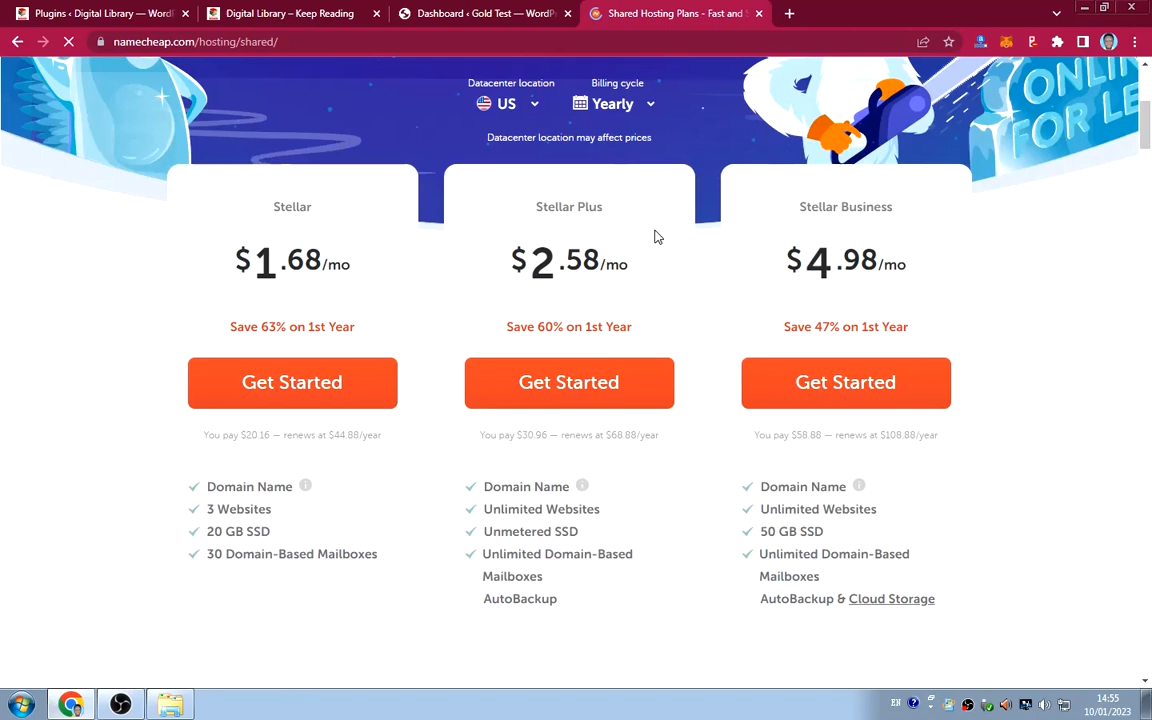 Plugins ‹ Digital Library — WordP
Digital Library – Keep Reading
Dashboard ‹ Gold Test — WordPr
Shared Hosting Plans - Fast and S
namecheap.com/hosting/shared/
ONLIN
FOR LE
Datacenter location
Billing cycle
US
Yearly
Datacenter location may affect prices
Stellar
Stellar Plus
Stellar Business
$1.68/mo
$2.58/mo
$4.98/mo
Save 63% on 1st Year
Save 60% on 1st Year
Save 47% on 1st Year
Get Started
Get Started
Get Started
You pay $20.16 — renews at $44.88/year
You pay $30.96 — renews at $68.88/year
You pay $58.88 — renews at $108.88/year
Domain Name
3 Websites
20 GB SSD
30 Domain-Based Mailboxes
Domain Name
Unlimited Websites
Unmetered SSD
Unlimited Domain-Based
Mailboxes
AutoBackup
Domain Name
Unlimited Websites
50 GB SSD
Unlimited Domain-Based
Mailboxes
AutoBackup & Cloud Storage
EN
14:55
10/01/2023